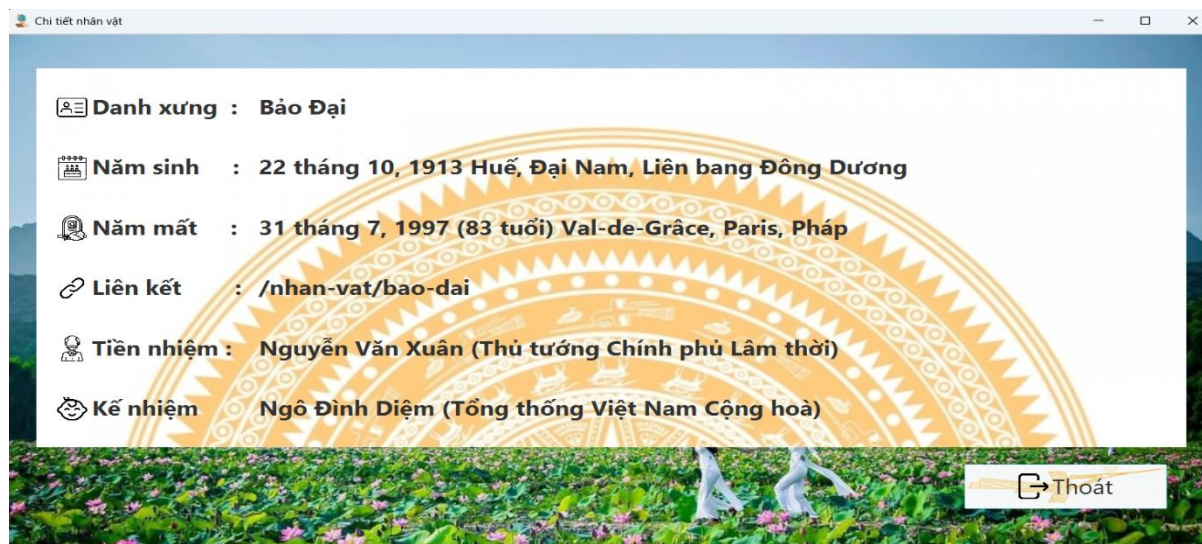 Chi tiết nhân vật
Danh xưng : Bảo Đại
Năm sinh : 22 tháng 10, 1913 Huế, Đại Nam, Liên bang Đông Dương
Năm mất : 31 tháng 7, 1997 (83 tuổi) Val-de-Grâce, Paris, Pháp
Liên kết : /nhan-vat/bao-dai
Tiền nhiệm : Nguyễn Văn Xuân (Thủ tướng Chính phủ Lâm thời)
Kế nhiệm Ngô Đình Diệm (Tổng thống Việt Nam Cộng hoà)
Thoát